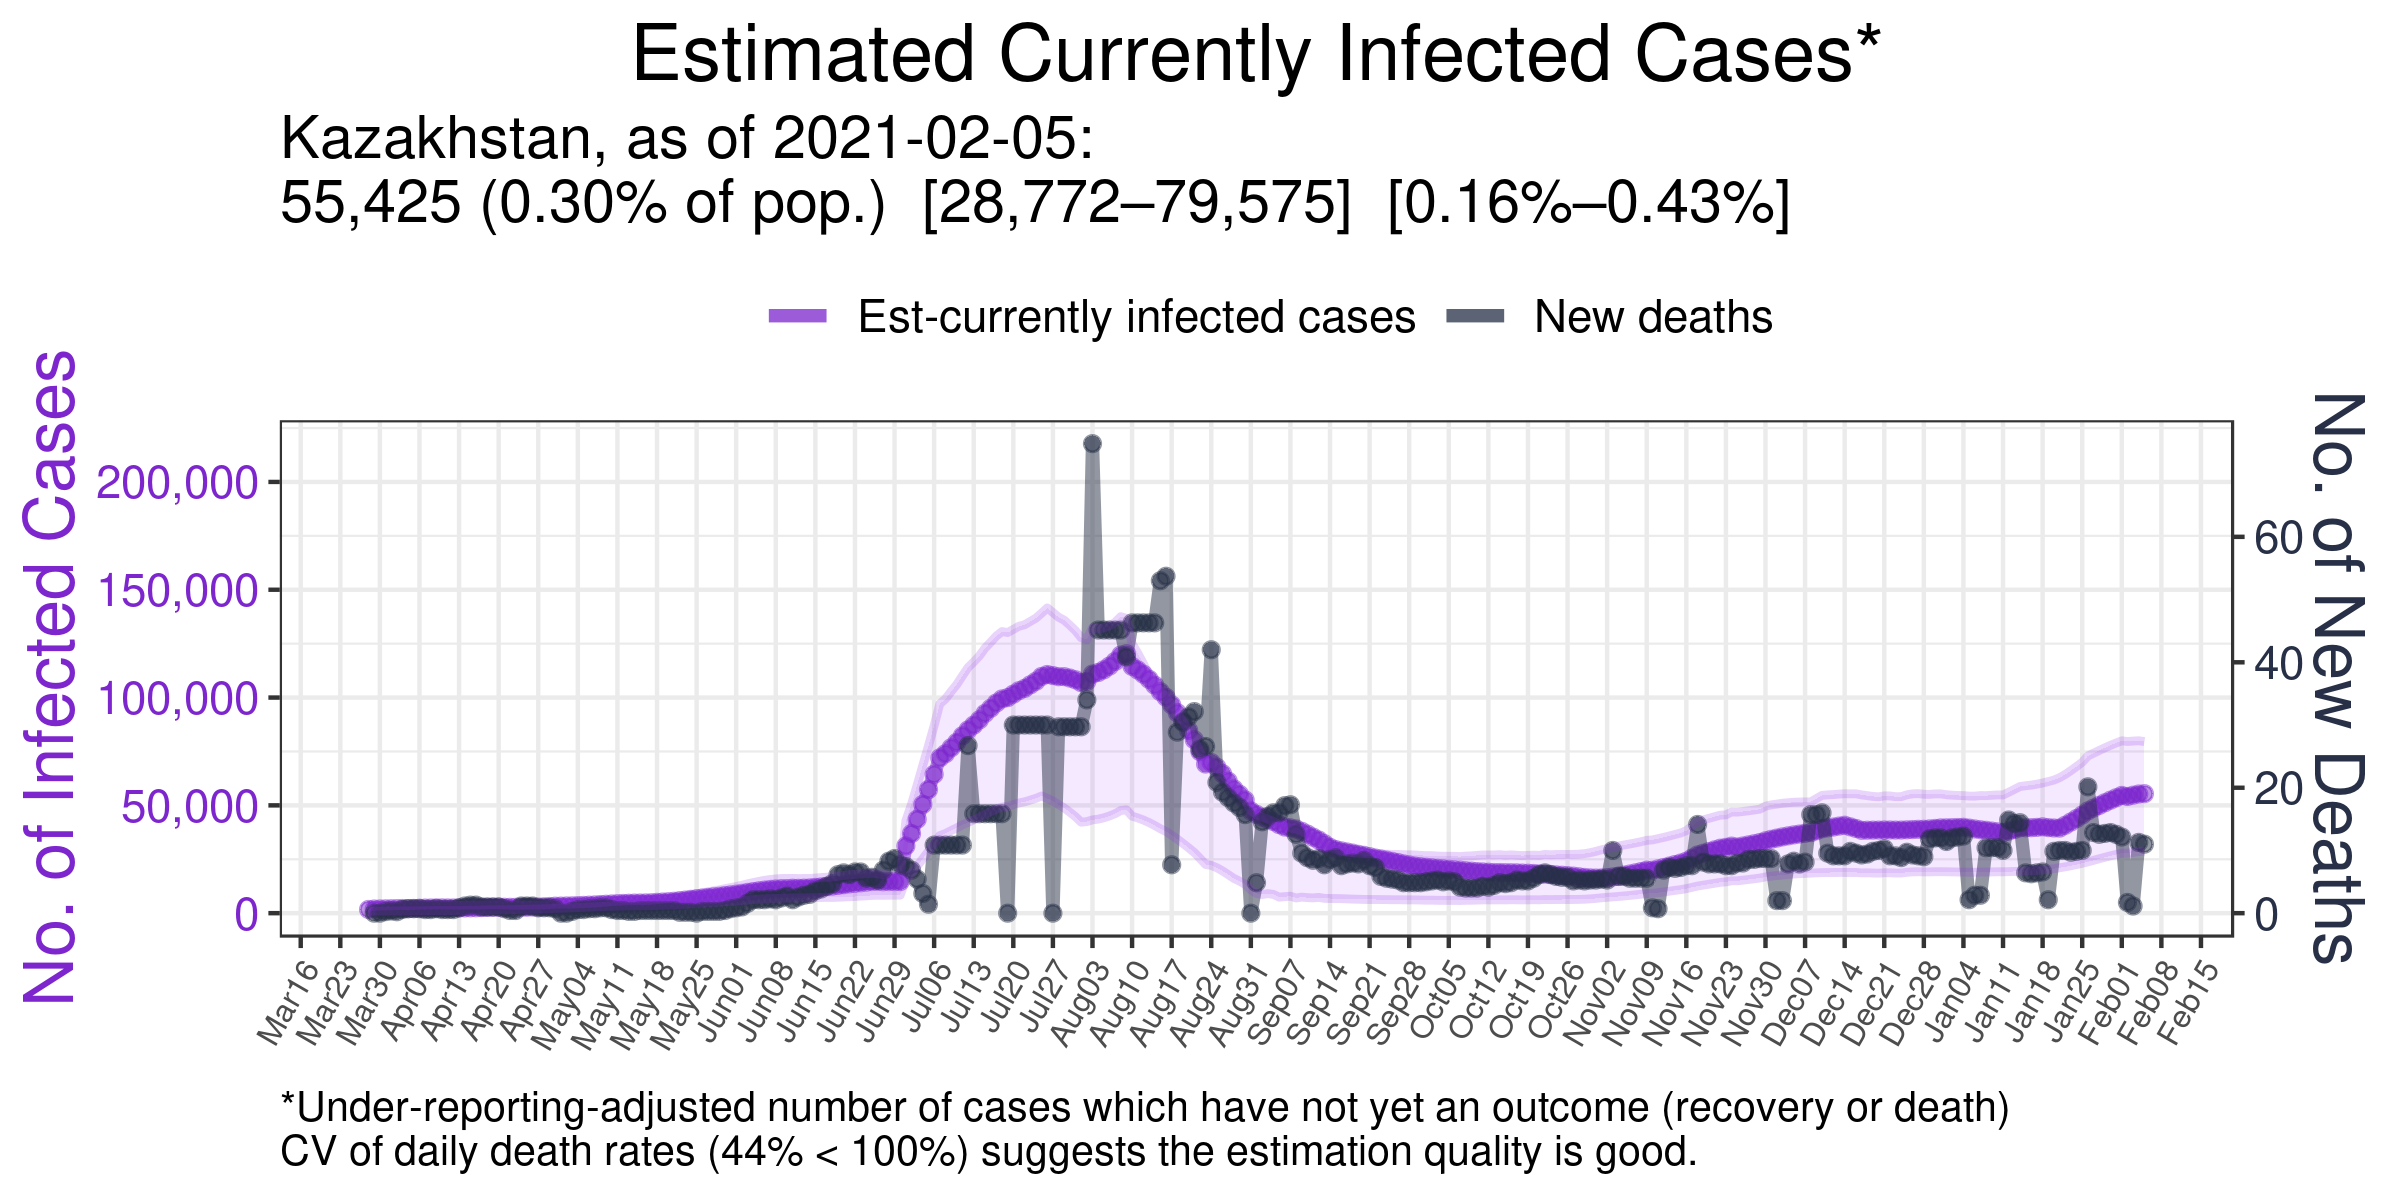 Estimated Currently Infected Cases*
Kazakhstan, as of 2021-02-05:
55,425 (0.30% of pop.)  [28,772–79,575]  [0.16%–0.43%]
Est-currently infected cases
New deaths
No. of Infected Cases
200,000
150,000
100,000
50,000
0
No. of New Deaths
60
40
20
0
Mar16
Mar23
Mar30
Apr06
Apr13
Apr20
Apr27
May04
May11
May18
May25
Jun01
Jun08
Jun15
Jun22
Jun29
Jul06
Jul13
Jul20
Jul27
Aug03
Aug10
Aug17
Aug24
Aug31
Sep07
Sep14
Sep21
Sep28
Oct05
Oct12
Oct19
Oct26
Nov02
Nov09
Nov16
Nov23
Nov30
Dec07
Dec14
Dec21
Dec28
Jan04
Jan11
Jan18
Jan25
Feb01
Feb08
Feb15
*Under-reporting-adjusted number of cases which have not yet an outcome (recovery or death)
CV of daily death rates (44% < 100%) suggests the estimation quality is good.